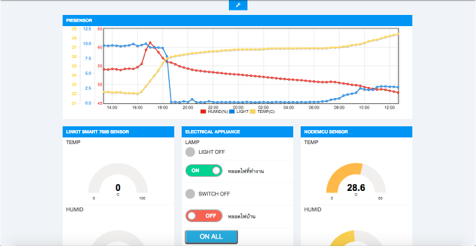 PIESENSOR
HUMID(%) LIGHT TEMP(C)
14:00 16:00 18:00 20:00 22:00 00:00 02:00 04:00 06:00 08:00 10:00 12:00
LINKIT SMART 7688 SENSOR
TEMP
0
C
0 100
HUMID
ELECTRICAL APPLIANCE
LAMP
LIGHT OFF
ON หลอดไฟที่ทำงาน
SWITCH OFF
OFF หลอดไฟบ้าน
ON ALL
NODEMCU SENSOR
TEMP
28.6
C
0 50
HUMID